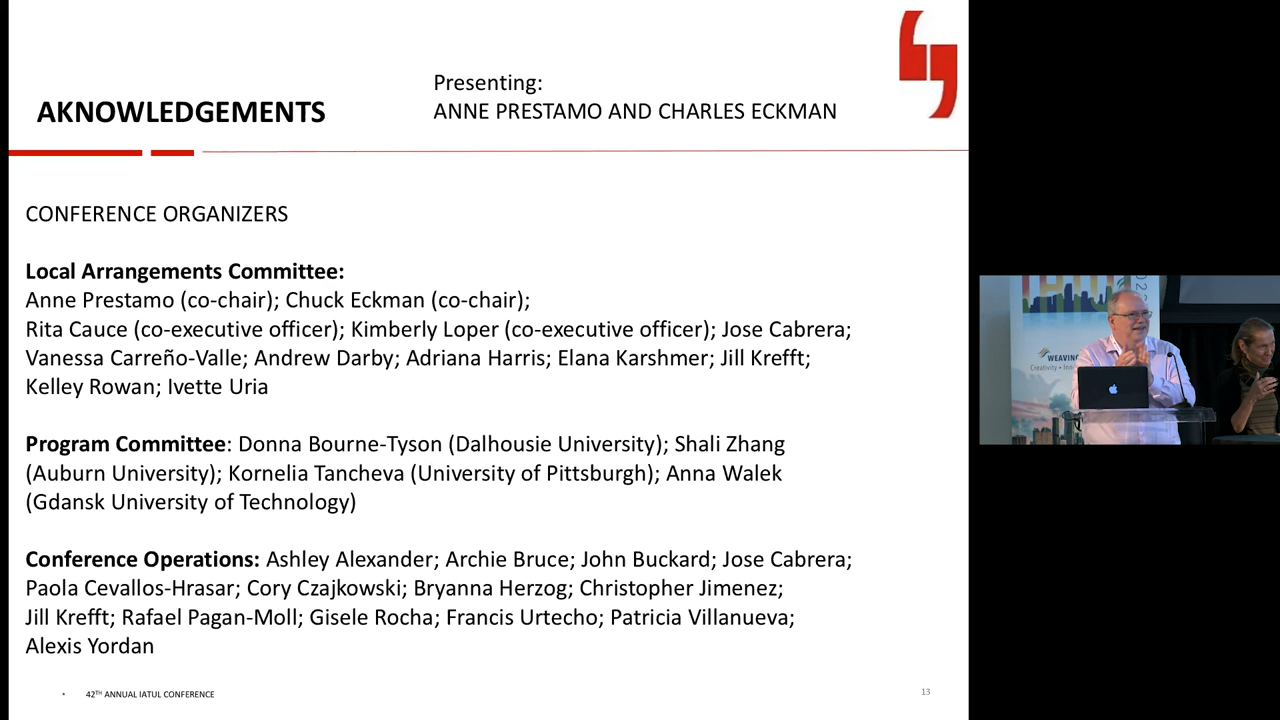 Presenting:
AKNOWLEDGEMENTS
ANNE PRESTAMO AND CHARLES ECKMAN
CONFERENCE ORGANIZERS
Local Arrangements Committee:
Anne Prestamo (co-chair); Chuck Eckman (co-chair);
Rita Cauce (co-executive officer); Kimberly Loper (co-executive officer); Jose Cabrera;
Vanessa Carreño-Valle; Andrew Darby; Adriana Harris; Elana Karshmer; Jill Krefft;
Kelley Rowan; Ivette Uria
Program Committee: Donna Bourne-Tyson (Dalhousie University); Shali Zhang
(Auburn University); Kornelia Tancheva (University of Pittsburgh); Anna Walek
(Gdansk University of Technology)
Conference Operations: Ashley Alexander; Archie Bruce; John Buckard; Jose Cabrera;
Paola Cevallos-Hrasar; Cory Czajkowski; Bryanna Herzog; Christopher Jimenez;
Jill Krefft; Rafael Pagan-Moll; Gisele Rocha; Francis Urtecho; Patricia Villanueva;
Alexis Yordan
• 42TH ANNUAL IATUL CONFERENCE
13
WEAVING
Creativity •